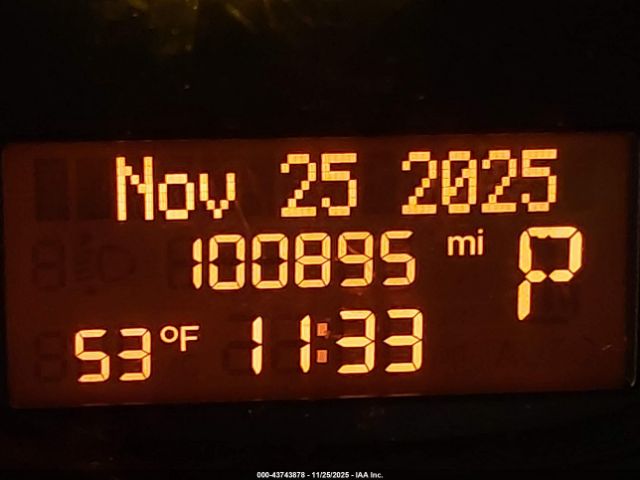 Nov 25 2025
100895 mi P
53°F 11:33
000-43743878 - 11/25/2025 - IAA Inc.